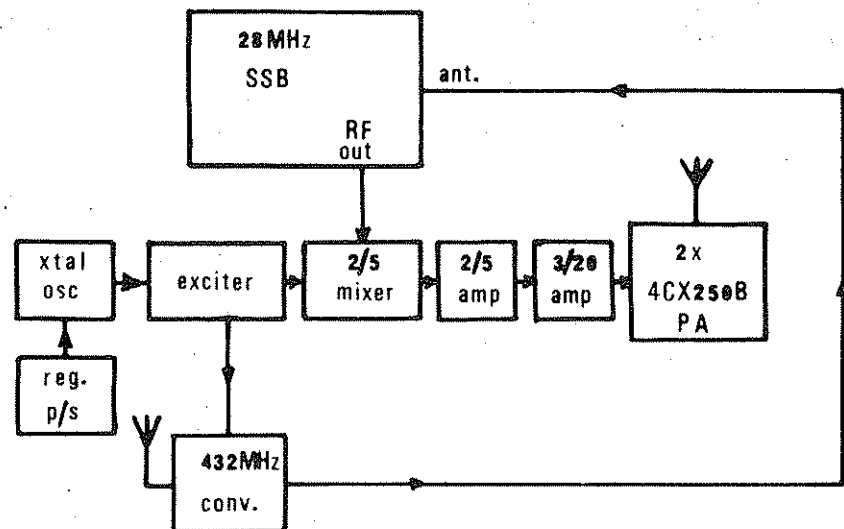 28MHz
SSB
ant.
RF
out
xtal
osc
exciter
2/5
mixer
2/5
amp
3/20
amp
2x
4CX250B
PA
reg.
p/s
432MHz
conv.